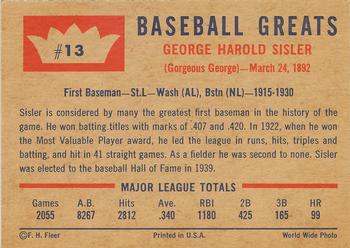 #13
BASEBALL GREATS
GEORGE HAROLD SISLER
(Gorgeous George)—March 24, 1892
First Baseman—St.L—Wash (AL), Bstn (NL)—1915-1930
Sisler is considered by many the greatest first baseman in the history of the
game. He won batting titles with marks of .407 and .420. In 1922, when he won
the Most Valuable Player award, he led the league in runs, hits, triples and
batting, and hit in 41 straight games. As a fielder he was second to none. Sisler
was elected to the baseball Hall of Fame in 1939.
MAJOR LEAGUE TOTALS
Games A.B. Hits Ave. RBI 2B 3B HR
2055 8267 2812 .340 1180 425 165 99
©F. H. Fleer Printed in U.S.A. World Wide Photo